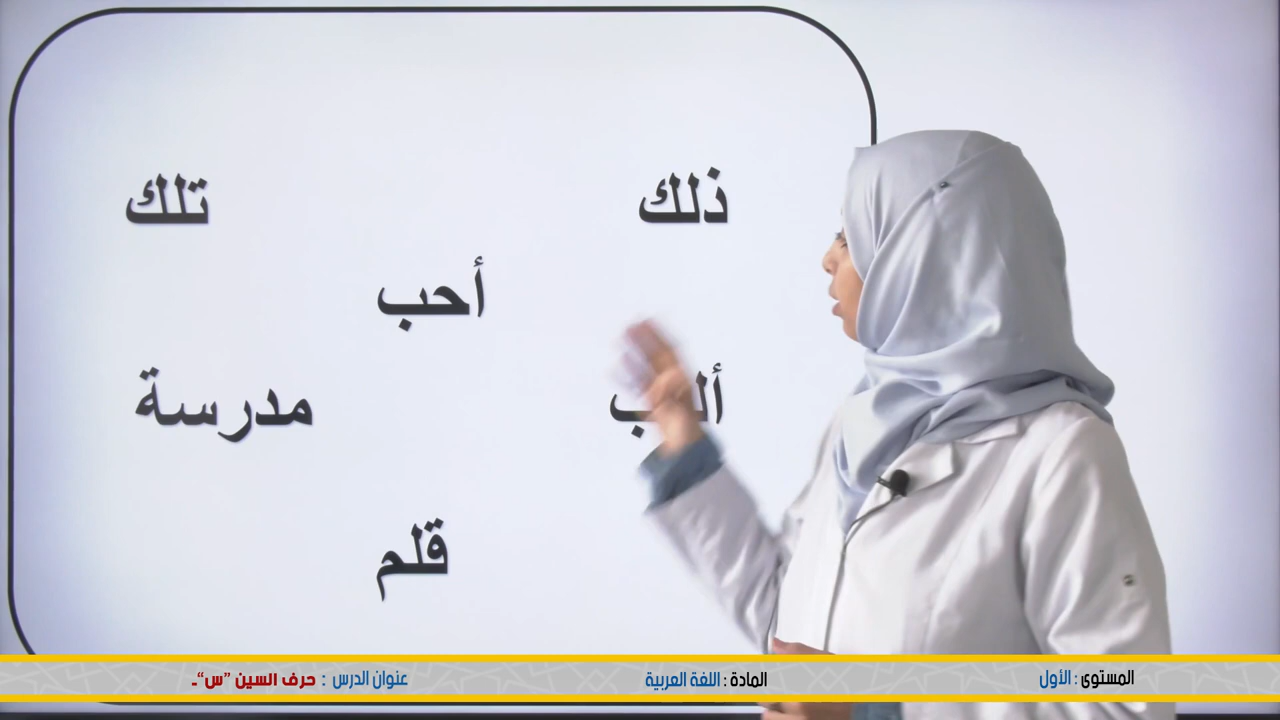 ذلك
تلك
أحب
مدرسة
قلم
المستوى : الأول
المادة : اللغة العربية
عنوان الدرس : حرف السين ”س“ـ